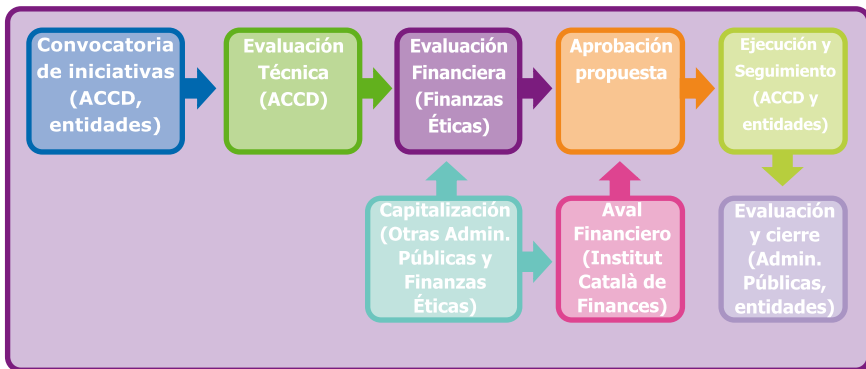 Convocatoria
de iniciativas
(ACCD,
entidades)
Evaluación
Técnica
(ACCD)
Evaluación
Financiera
(Finanzas
Éticas)
Aprobación
propuesta
Ejecución y
Seguimiento
(ACCD y
entidades)
Capitalización
(Otras Admin.
Públicas y
Finanzas
Éticas)
Aval
Financiero
(Institut
Català de
Finances)
Evaluación
y cierre
(Admin.
Públicas,
entidades)